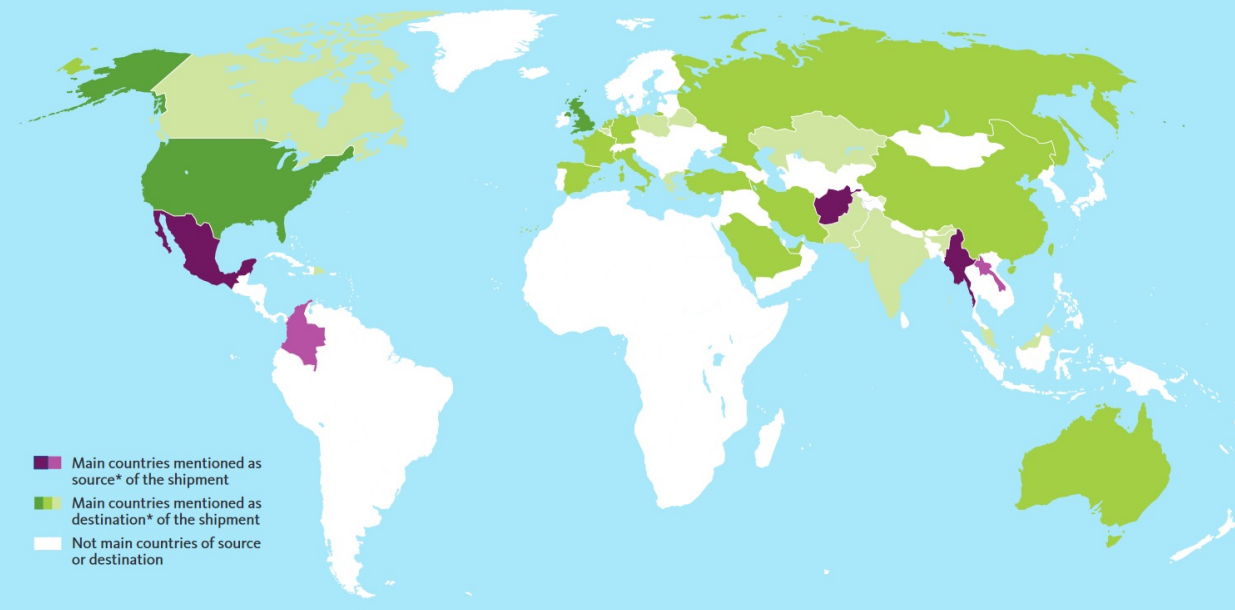 Main countries mentioned as
source* of the shipment
Main countries mentioned as
destination* of the shipment
Not main countries of source
or destination